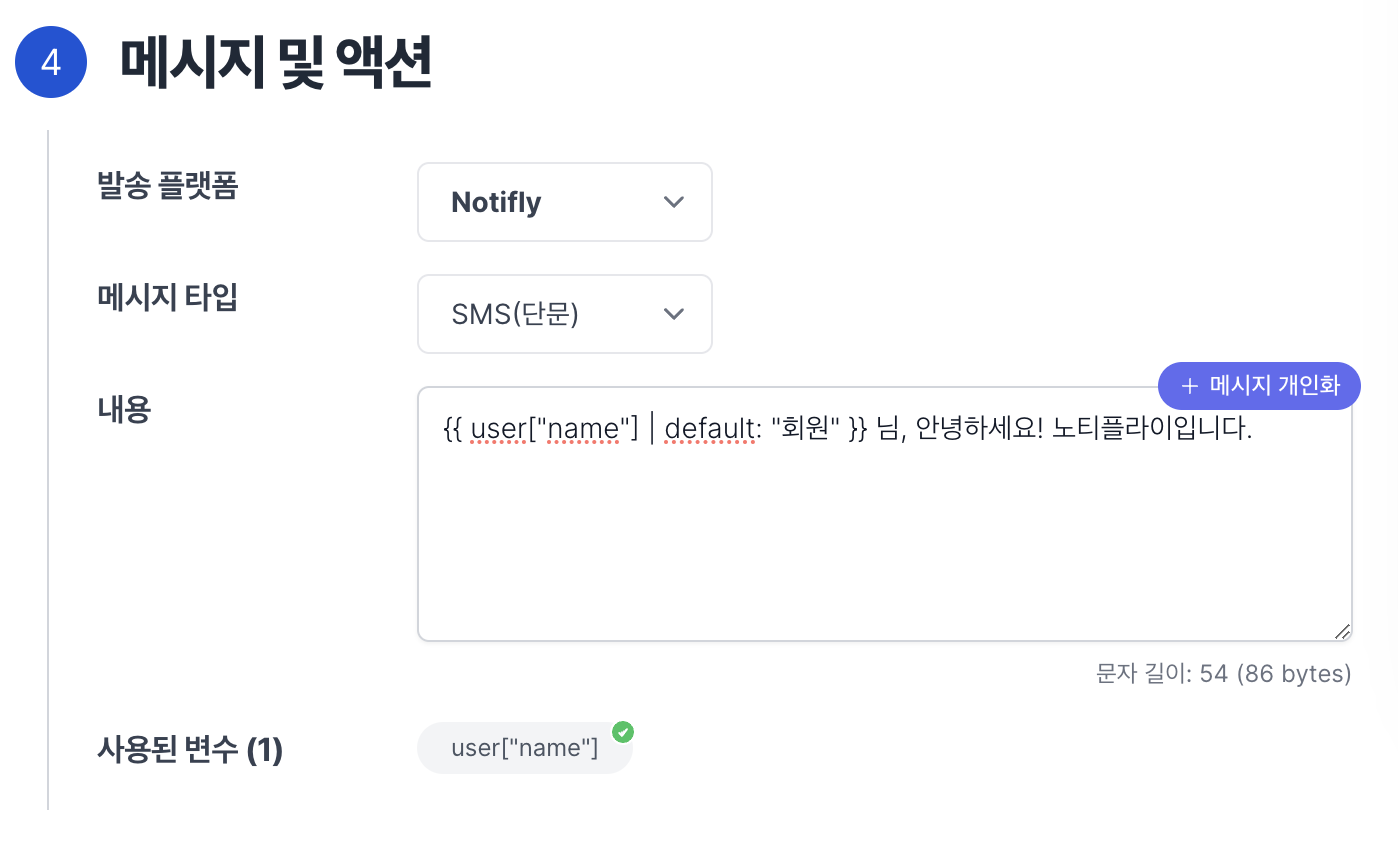 4 메시지 및 액션
발송 플랫폼 Notifly
메시지 타입 SMS(단문)
+ 메시지 개인화
내용 {{ user["name"] | default: "회원" }} 님, 안녕하세요! 노티플라이입니다.
문자 길이: 54 (86 bytes)
사용된 변수 (1) user["name"]